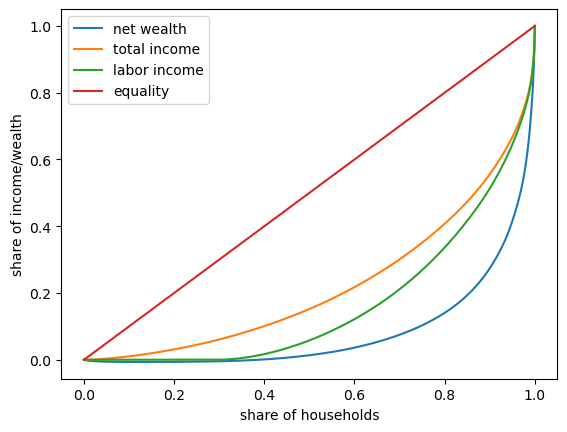 net wealth
total income
labor income
equality
1.0
0.8
0.6
0.4
0.2
0.0
share of income/wealth
0.0 0.2 0.4 0.6 0.8 1.0
share of households